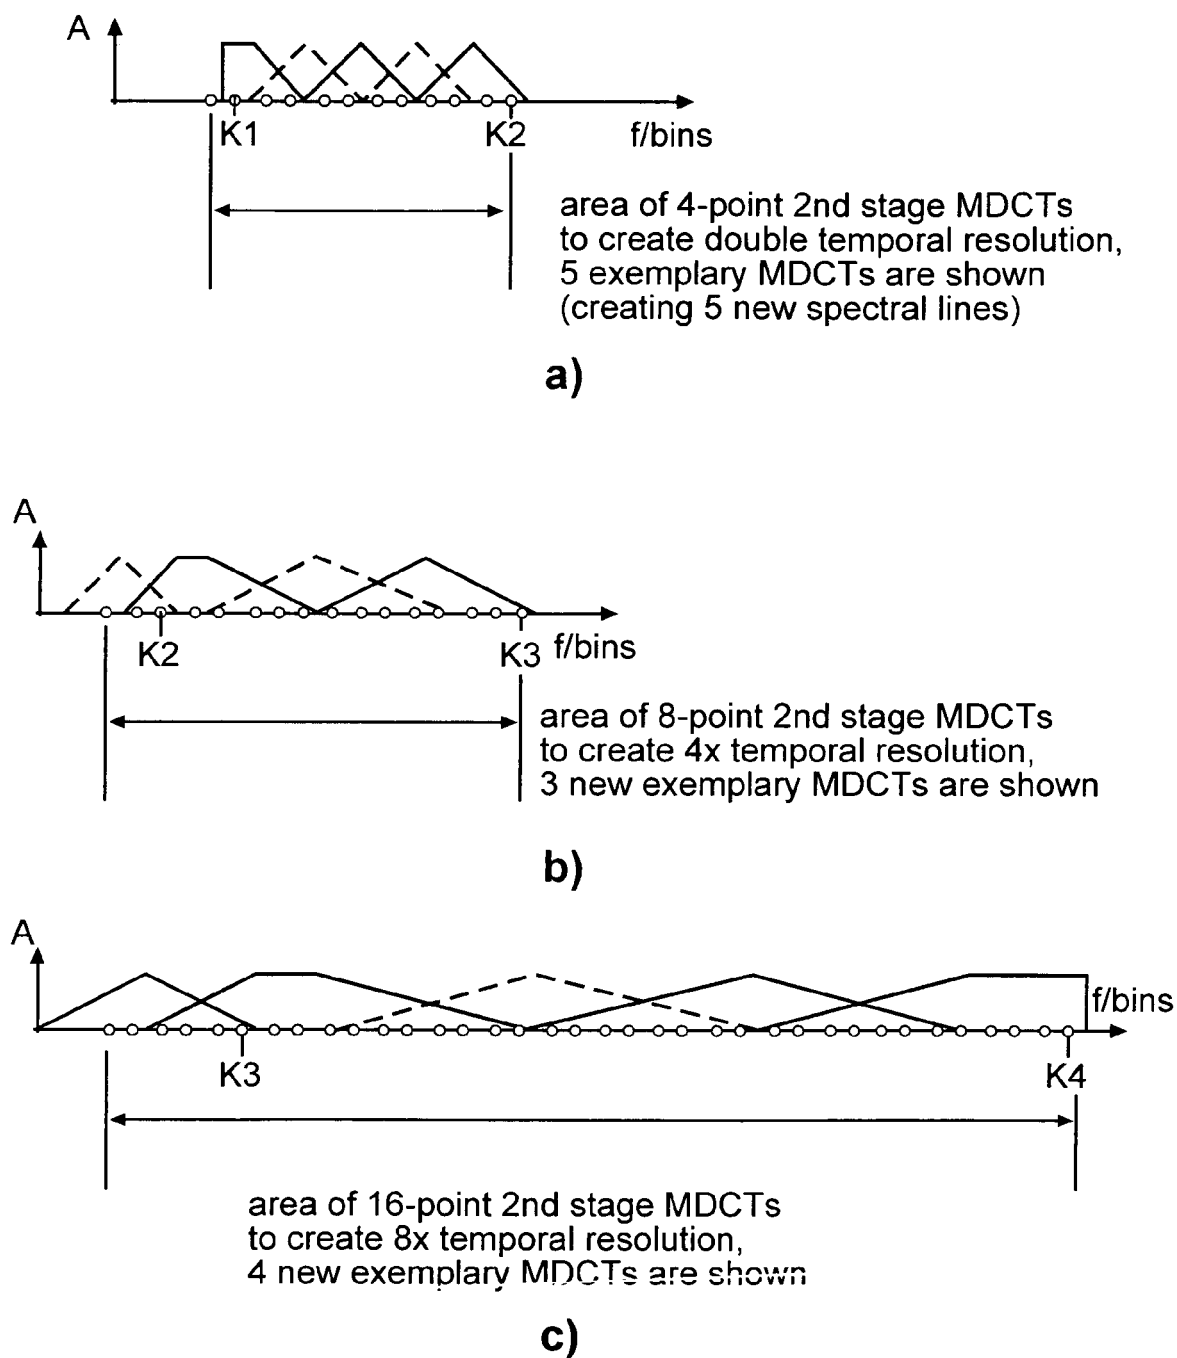 A
K1
K2
f/bins
area of 4-point 2nd stage MDCTs
to create double temporal resolution,
5 exemplary MDCTs are shown
(creating 5 new spectral lines)
a)
A
K2
K3
f/bins
area of 8-point 2nd stage MDCTs
to create 4x temporal resolution,
3 new exemplary MDCTs are shown
b)
A
f/bins
K3
K4
area of 16-point 2nd stage MDCTs
to create 8x temporal resolution,
4 new exemplary MDCTs are shown
c)